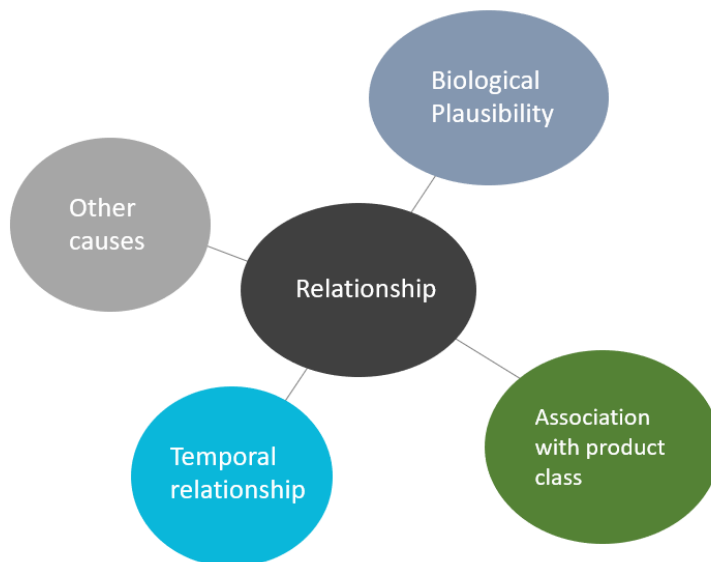 Biological
Plausibility
Other
causes
Relationship
Association
with product
class
Temporal
relationship